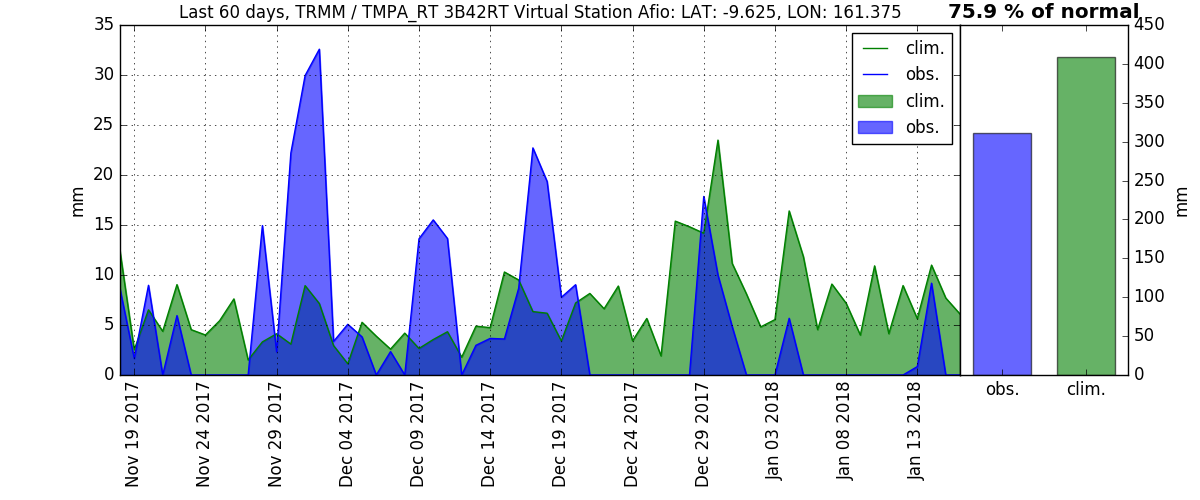 Last 60 days, TRMM / TMPA_RT 3B42RT Virtual Station Afio: LAT: -9.625, LON: 161.375
75.9 % of normal
35
30
25
20
15
10
5
0
mm
clim.
obs.
clim.
obs.
450
400
350
300
250
200
150
100
50
0
mm
obs.
clim.
Nov 19 2017
Nov 24 2017
Nov 29 2017
Dec 04 2017
Dec 09 2017
Dec 14 2017
Dec 19 2017
Dec 24 2017
Dec 29 2017
Jan 03 2018
Jan 08 2018
Jan 13 2018